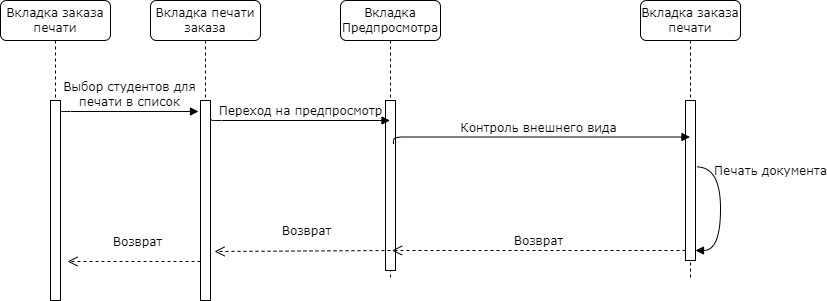 Вкладка заказа
печати
Вкладка печати
заказа
Вкладка
Предпросмотра
Вкладка заказа
печати
Выбор студентов для
печати в список
Переход на предпросмотр
Контроль внешнего вида
Печать документа
Возврат
Возврат
Возврат